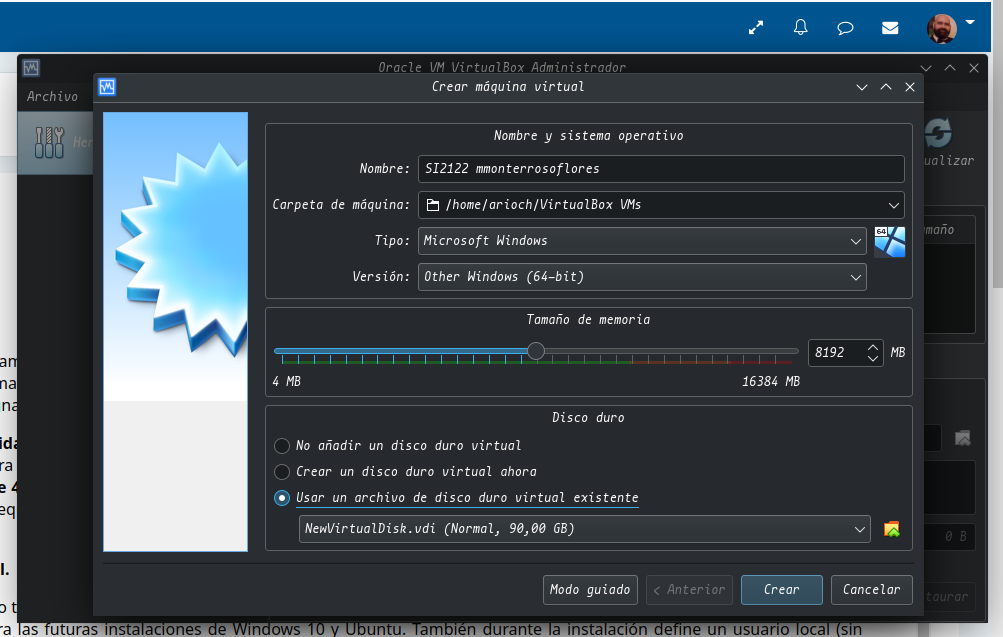 Oracle VM VirtualBox Administrador
Crear máquina virtual
Archivo
Her
ualizar
maño
Nombre y sistema operativo
Nombre: SI2122 mmonterrosoflores
Carpeta de máquina: /home/arioch/VirtualBox VMs
Tipo: Microsoft Windows
64
Versión: Other Windows (64-bit)
Tamaño de memoria
8192 MB
4 MB 16384 MB
Disco duro
No añadir un disco duro virtual
Crear un disco duro virtual ahora
Usar un archivo de disco duro virtual existente
NewVirtualDisk.vdi (Normal, 90,00 GB)
0 B
Modo guiado < Anterior Crear Cancelar
taurar
ra las futuras instalaciones de Windows 10 y Ubuntu. También durante la instalación define un usuario local (sin